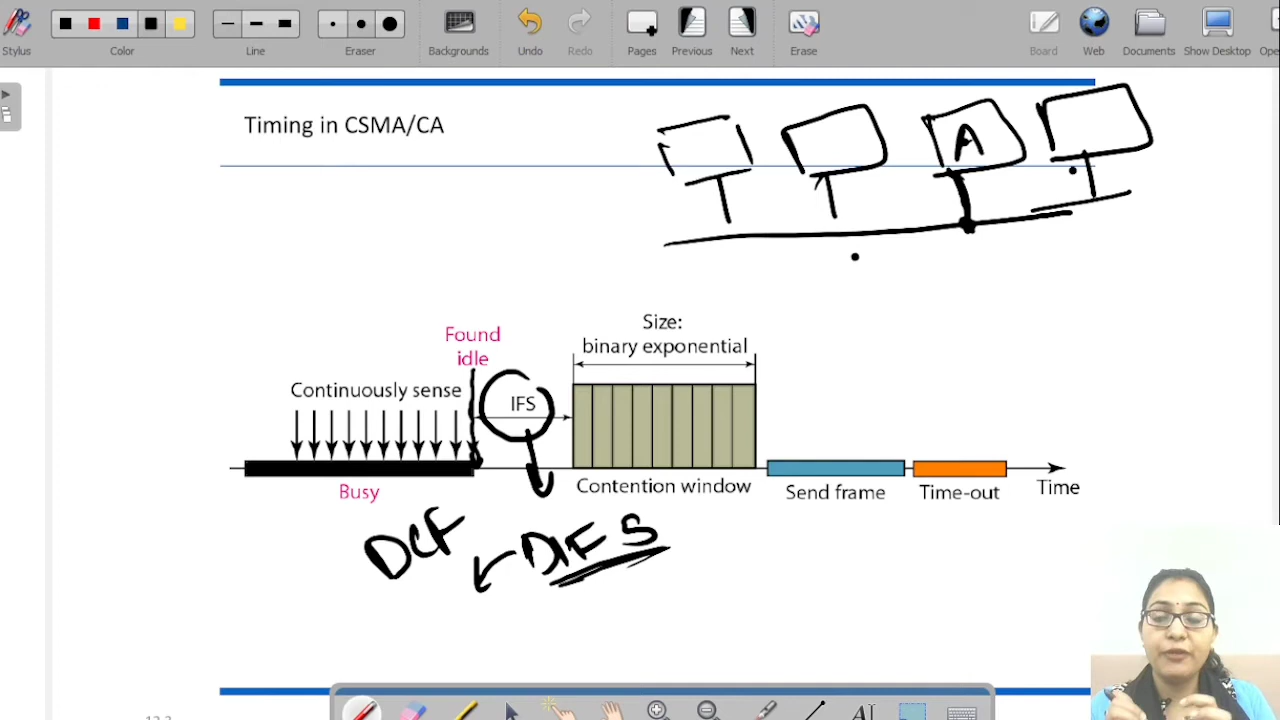 Stylus
Color
Line
Eraser
Backgrounds
Undo
Redo
Pages
Previous
Next
Erase
Board
Web
Documents
Show Desktop
Timing in CSMA/CA
A
Size:
binary exponential
Found
idle
Continuously sense
IFS
Busy
Contention window
Send frame
Time-out
Time
DCF
DIFS